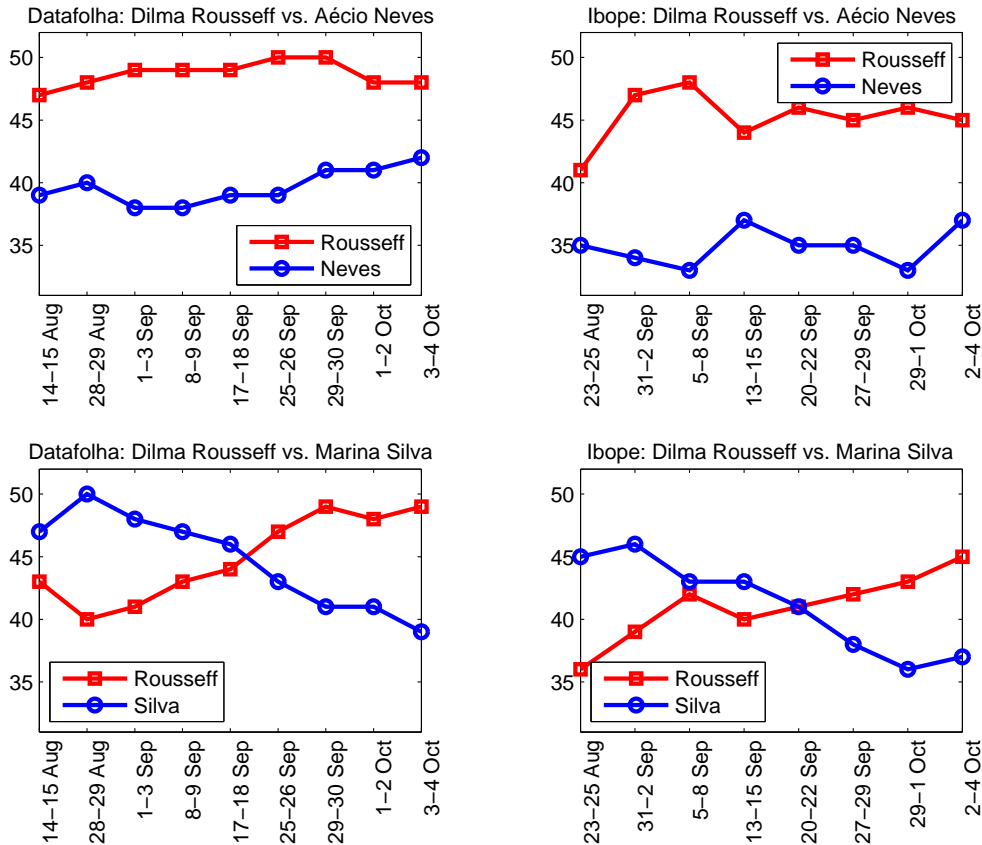 Datafolha: Dilma Rousseff vs. Aécio Neves
50
45
40
35
Rousseff
Neves
14−15 Aug
28−29 Aug
1−3 Sep
8−9 Sep
17−18 Sep
25−26 Sep
29−30 Sep
1−2 Oct
3−4 Oct
Ibope: Dilma Rousseff vs. Aécio Neves
50
45
40
35
Rousseff
Neves
23−25 Aug
31−2 Sep
5−8 Sep
13−15 Sep
20−22 Sep
27−29 Sep
29−1 Oct
2−4 Oct
Datafolha: Dilma Rousseff vs. Marina Silva
50
45
40
35
Rousseff
Silva
14−15 Aug
28−29 Aug
1−3 Sep
8−9 Sep
17−18 Sep
25−26 Sep
29−30 Sep
1−2 Oct
3−4 Oct
Ibope: Dilma Rousseff vs. Marina Silva
50
45
40
35
Rousseff
Silva
23−25 Aug
31−2 Sep
5−8 Sep
13−15 Sep
20−22 Sep
27−29 Sep
29−1 Oct
2−4 Oct